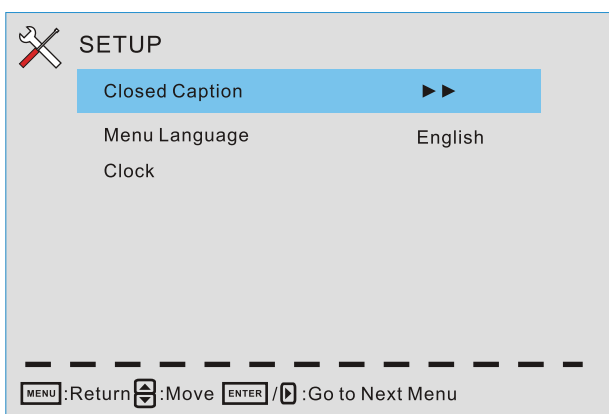 SETUP
Closed Caption ►►
Menu Language English
Clock
MENU :Return :Move ENTER / :Go to Next Menu